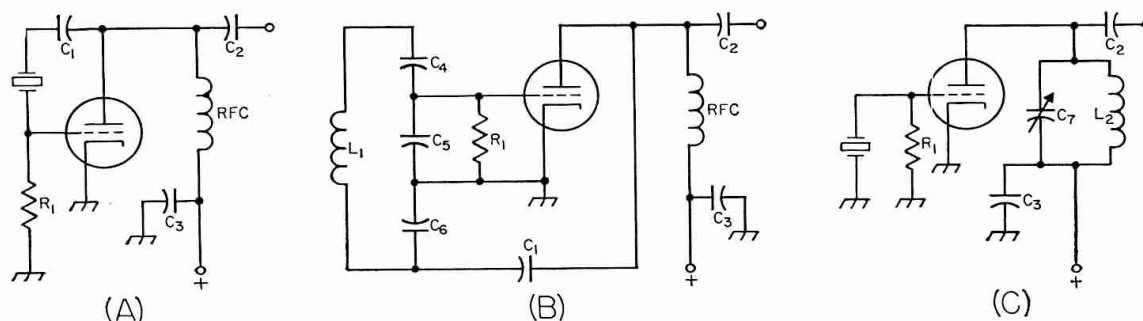 C1
C2
RFC
R1
C3
+
(A)
C4
C2
L1
C5
R1
RFC
C6
C3
C1
+
(B)
C2
C7
L2
R1
C3
+
(C)